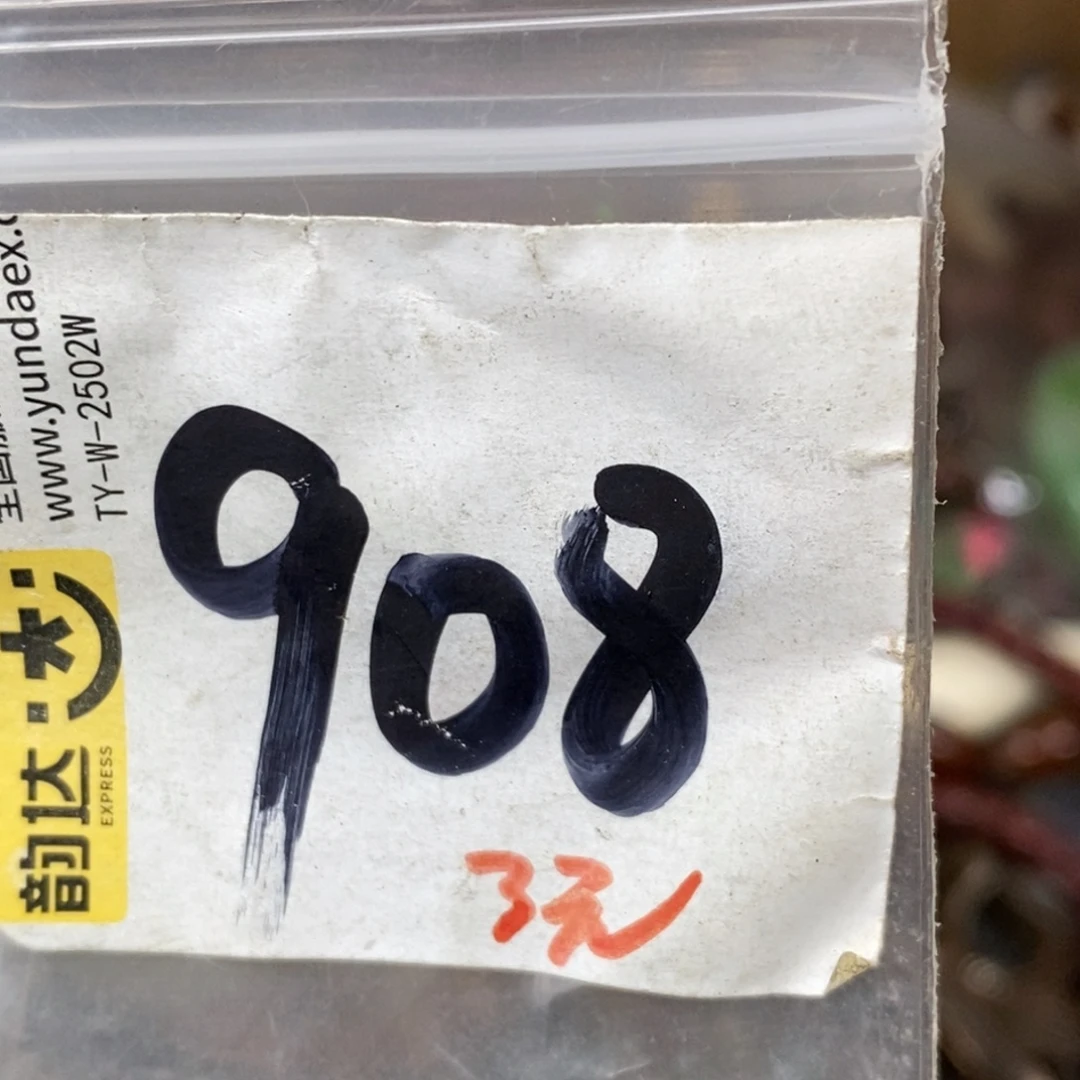 www.yundaex.
TY-W-2502W
韵达
EXPRESS
908
3元